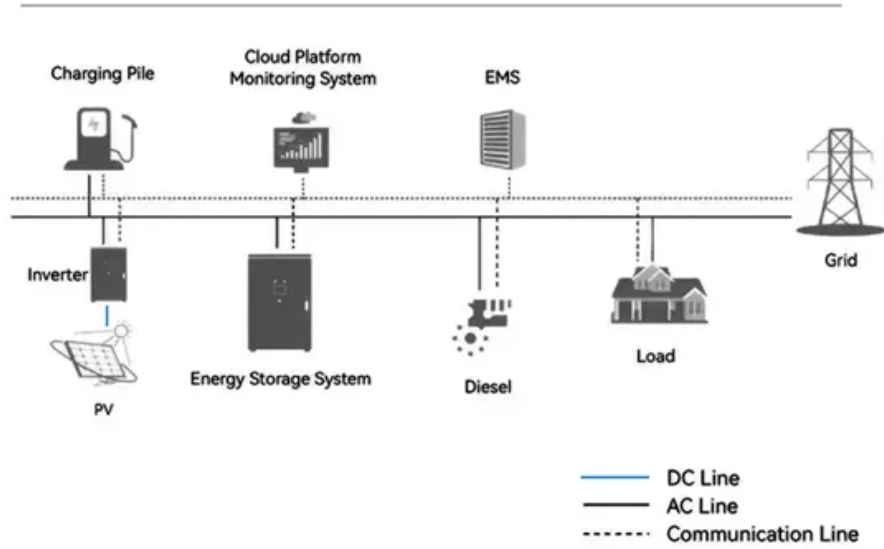 Charging Pile
Cloud Platform
Monitoring System
EMS
Grid
Inverter
PV
Energy Storage System
Diesel
Load
DC Line
AC Line
Communication Line